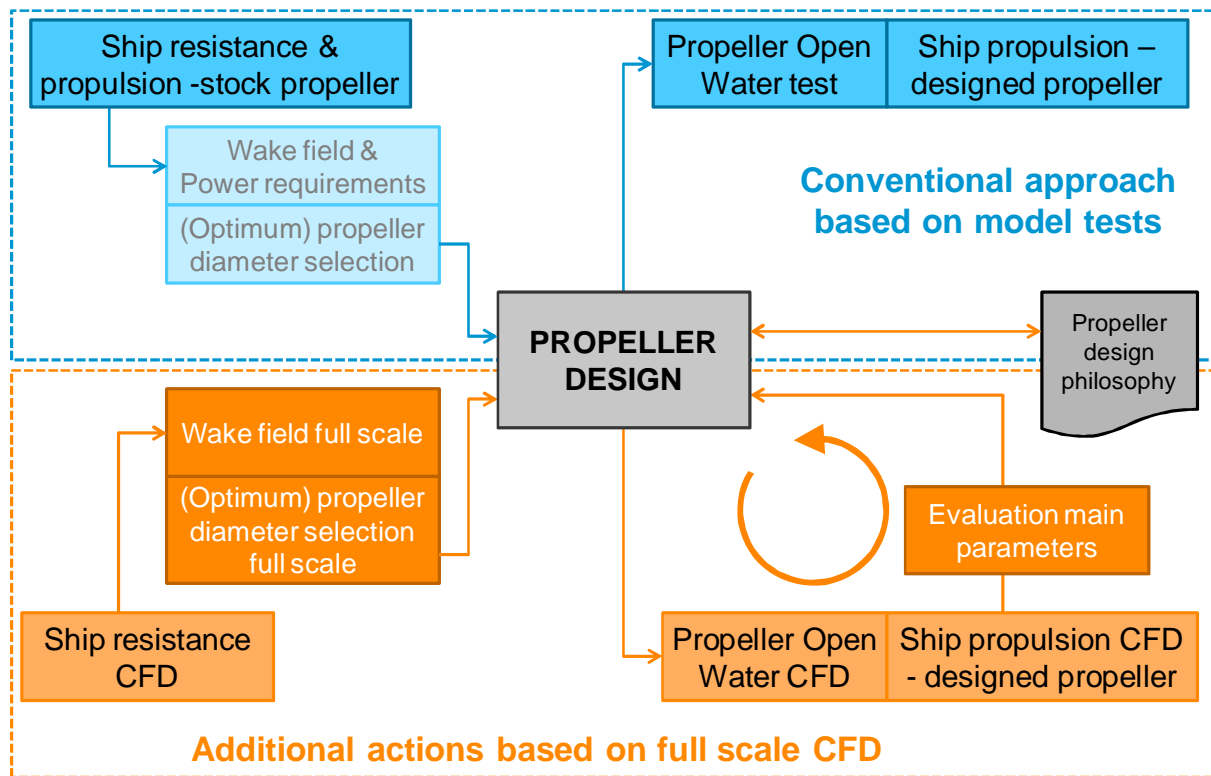 Ship resistance &
propulsion -stock propeller
Propeller Open
Water test
Ship propulsion –
designed propeller
Wake field &
Power requirements
(Optimum) propeller
diameter selection
Conventional approach
based on model tests
PROPELLER
DESIGN
Propeller
design
philosophy
Wake field full scale
(Optimum) propeller
diameter selection
full scale
Evaluation main
parameters
Ship resistance
CFD
Propeller Open
Water CFD
Ship propulsion CFD
- designed propeller
Additional actions based on full scale CFD